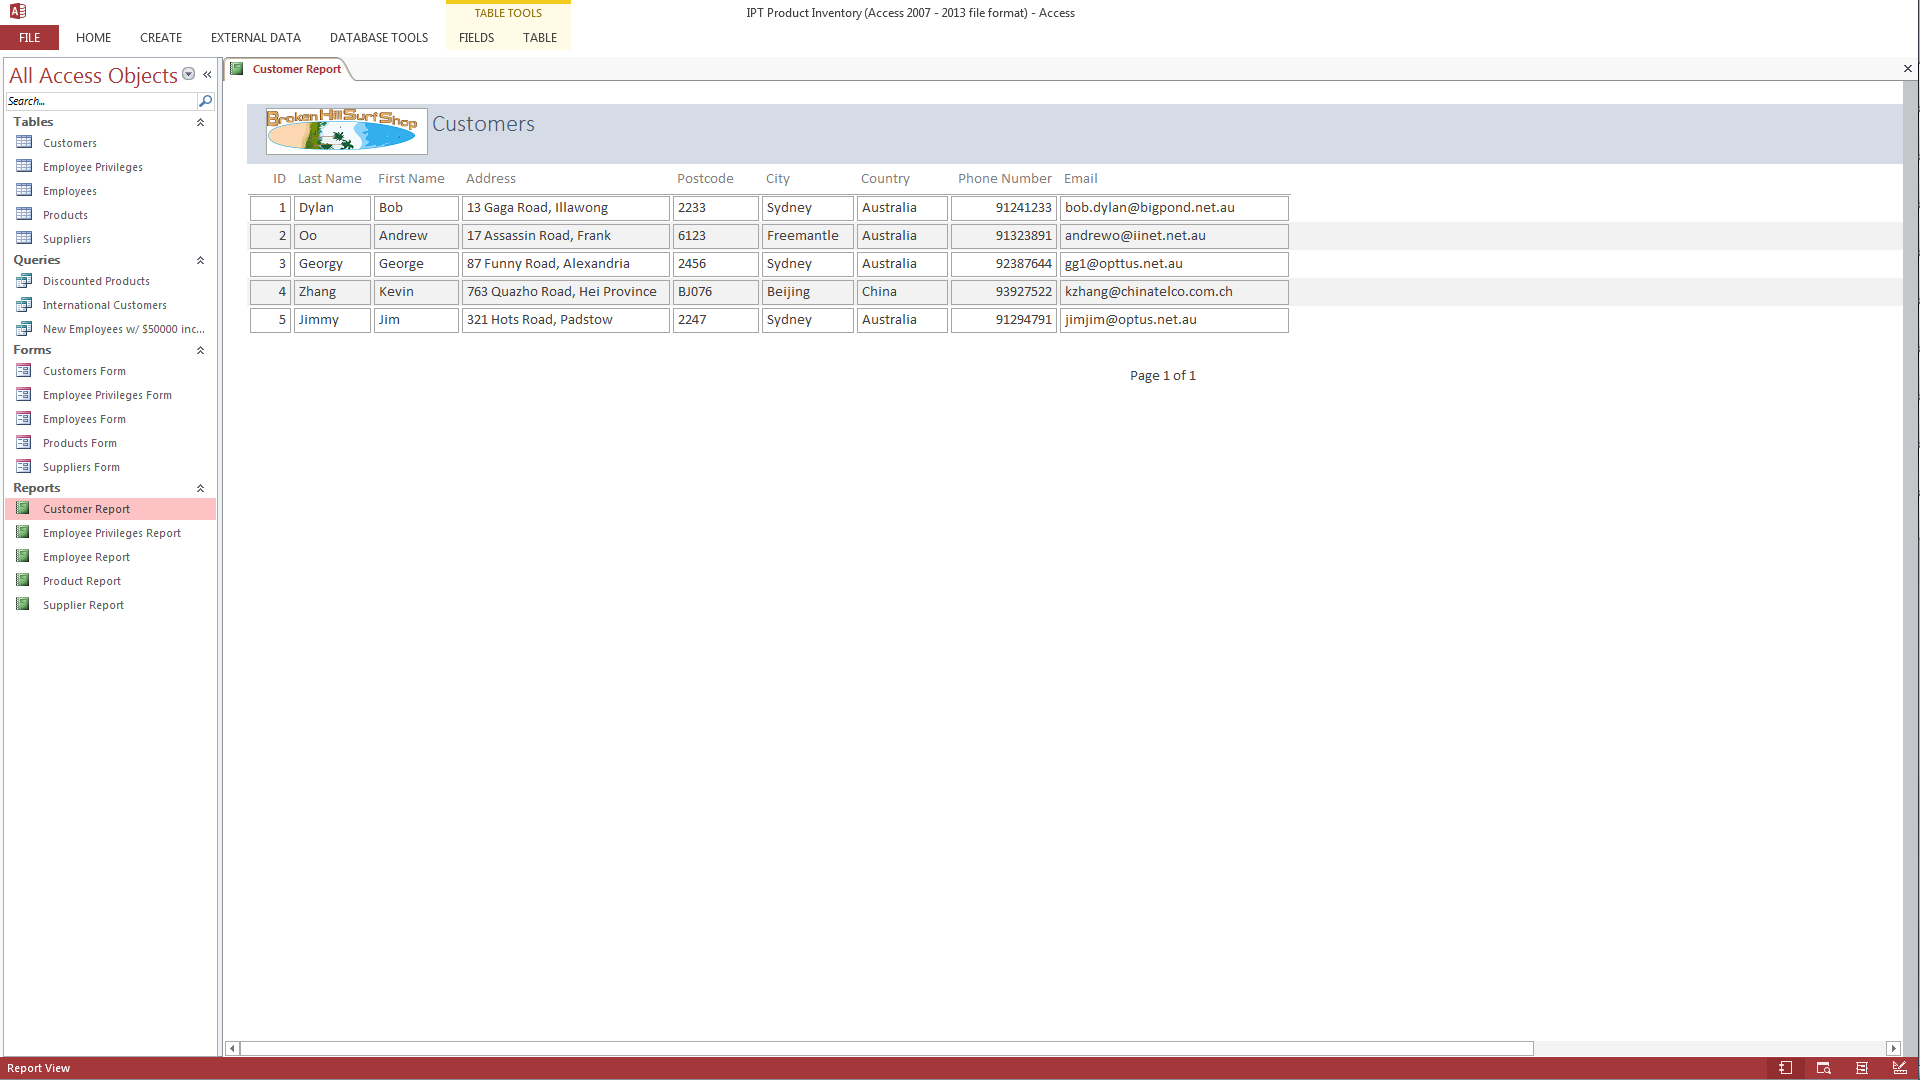 IPT Product Inventory (Access 2007 - 2013 file format) - Access
TABLE TOOLS
FILE HOME CREATE EXTERNAL DATA DATABASE TOOLS FIELDS TABLE
All Access Objects
Search...
Tables
Customers
Employee Privileges
Employees
Products
Suppliers
Queries
Discounted Products
International Customers
New Employees w/ $50000 inc...
Forms
Customers Form
Employee Privileges Form
Employees Form
Products Form
Suppliers Form
Reports
Customer Report
Employee Privileges Report
Employee Report
Product Report
Supplier Report
Customer Report
Broken Hill Surf Shop
Customers
ID Last Name First Name Address Postcode City Country Phone Number Email
1 Dylan Bob 13 Gaga Road, Illawong 2233 Sydney Australia 91241233 bob.dylan@bigpond.net.au
2 Oo Andrew 17 Assassin Road, Frank 6123 Freemantle Australia 91323891 andrewo@iinet.net.au
3 Georgy George 87 Funny Road, Alexandria 2456 Sydney Australia 92387644 gg1@opttus.net.au
4 Zhang Kevin 763 Quazho Road, Hei Province BJ076 Beijing China 93927522 kzhang@chinatelco.com.ch
5 Jimmy Jim 321 Hots Road, Padstow 2247 Sydney Australia 91294791 jimjim@optus.net.au
Page 1 of 1
Report View